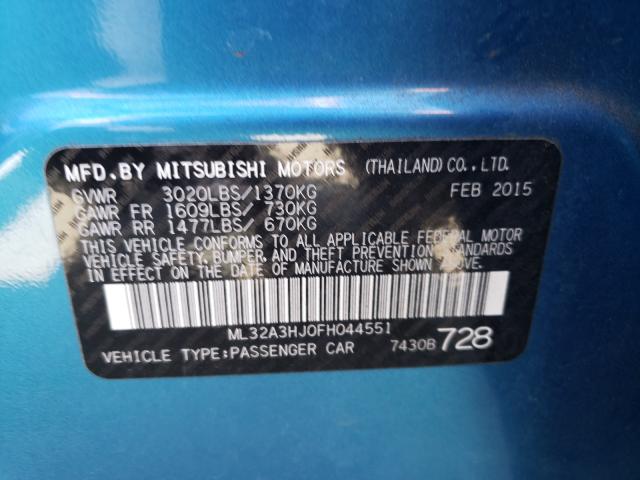 MFD. BY MITSUBISHI MOTORS (THAILAND) CO., LTD.
GVWR 3020LBS/1370KG FEB 2015
GAWR FR 1609LBS/ 730KG
GAWR RR 1477LBS/ 670KG
THIS VEHICLE CONFORMS TO ALL APPLICABLE FEDERAL MOTOR
VEHICLE SAFETY, BUMPER, AND THEFT PREVENTION STANDARDS
IN EFFECT ON THE DATE OF MANUFACTURE SHOWN ABOVE.
ML32A3HJ0FH044551
VEHICLE TYPE:PASSENGER CAR 7430B 728